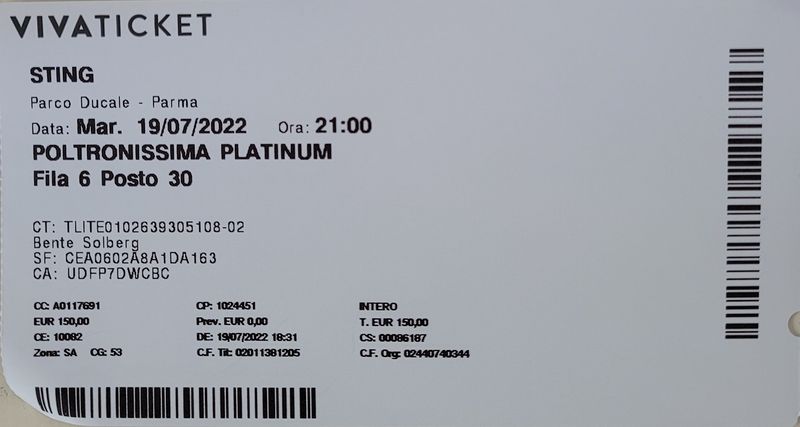 VIVATICKET
STING
Parco Ducale - Parma
Data: Mar. 19/07/2022 Ora: 21:00
POLTRONISSIMA PLATINUM
Fila 6 Posto 30
CT: TLITE0102639305108-02
Bente Solberg
SF: CEA0602A8A1DA163
CA: UDFP7DWCBC
CC: A0117691 CP: 1024451 INTERO
EUR 150,00 Prev. EUR 0,00 T. EUR 150,00
CE: 10082 DE: 19/07/2022 18:31 CS: 00086187
Zona: SA CG: 53 C.F. Tit: 02011381205 C.F. Org: 02440740344